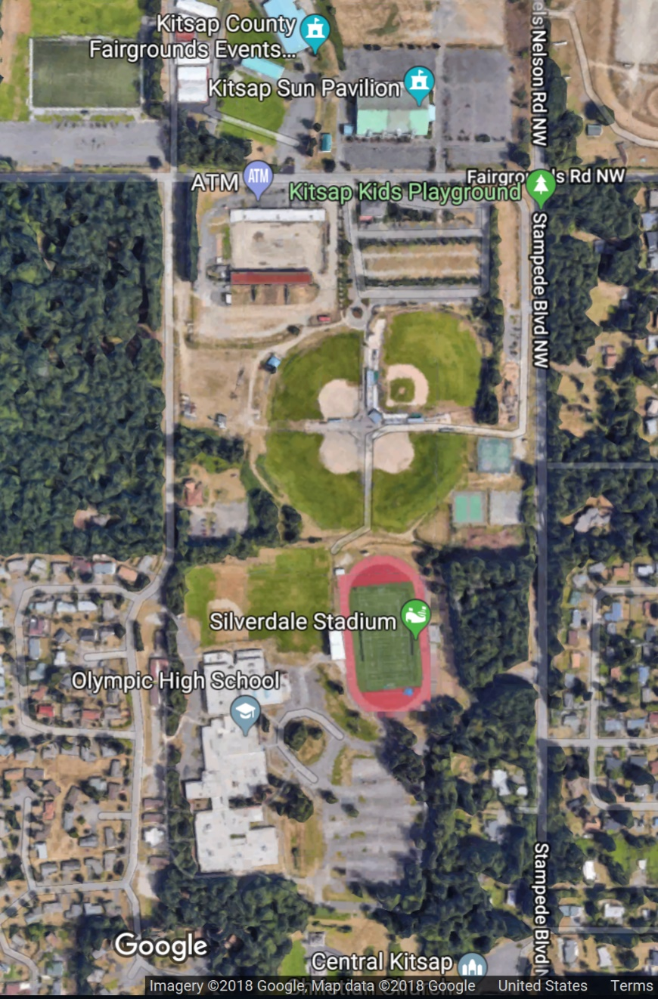 Kitsap County
Fairgrounds Events...
Kitsap Sun Pavilion
els Nelson Rd NW
ATM
ATM
Kitsap Kids Playground
Rd NW
Stampede Blvd NW
Silverdale Stadium
Olympic High School
Stampede Blvd N
Google
Central Kitsap
Christian Church
Imagery ©2018 Google, Map data ©2018 Google United States Terms